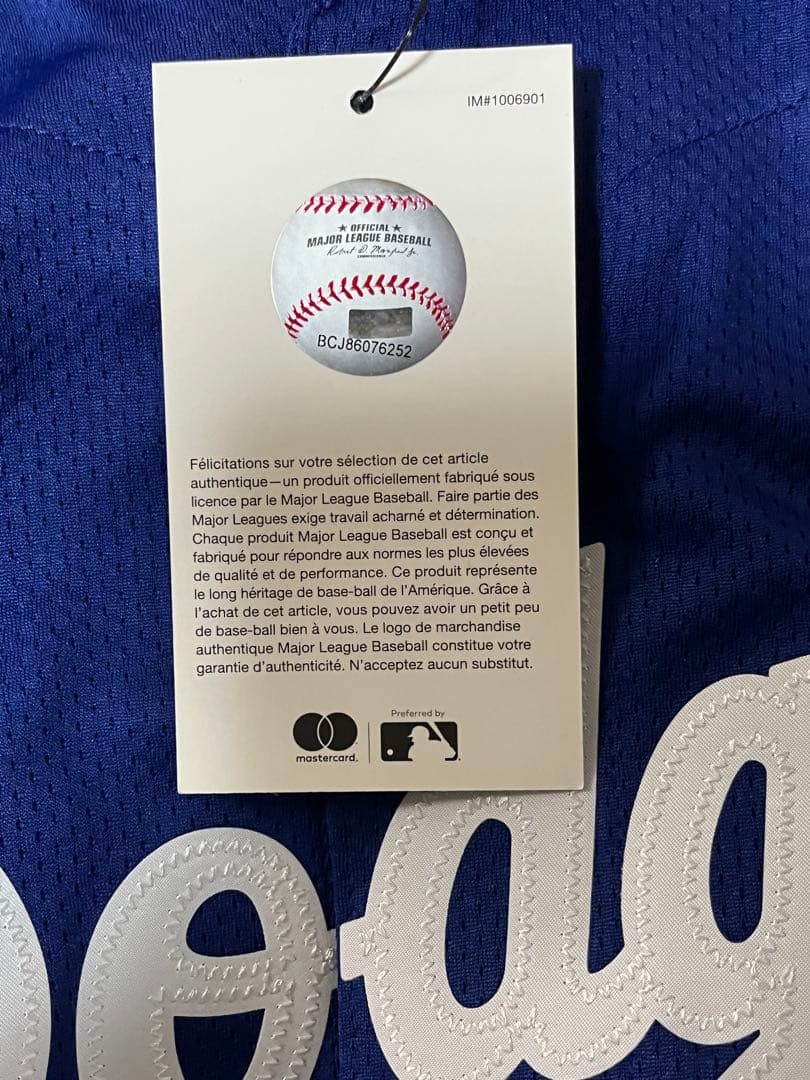 IM#1006901
★ OFFICIAL ★
MAJOR LEAGUE BASEBALL
Robert D. Manfred Jr.
COMMISSIONER
BCJ86076252
Félicitations sur votre sélection de cet article
authentique—un produit officiellement fabriqué sous
licence par le Major League Baseball. Faire partie des
Major Leagues exige travail acharné et détermination.
Chaque produit Major League Baseball est conçu et
fabriqué pour répondre aux normes les plus élevées
de qualité et de performance. Ce produit représente
le long héritage de base-ball de l'Amérique. Grâce à
l'achat de cet article, vous pouvez avoir un petit peu
de base-ball bien à vous. Le logo de marchandise
authentique Major League Baseball constitue votre
garantie d'authenticité. N'acceptez aucun substitut.
Preferred by
mastercard.
odg